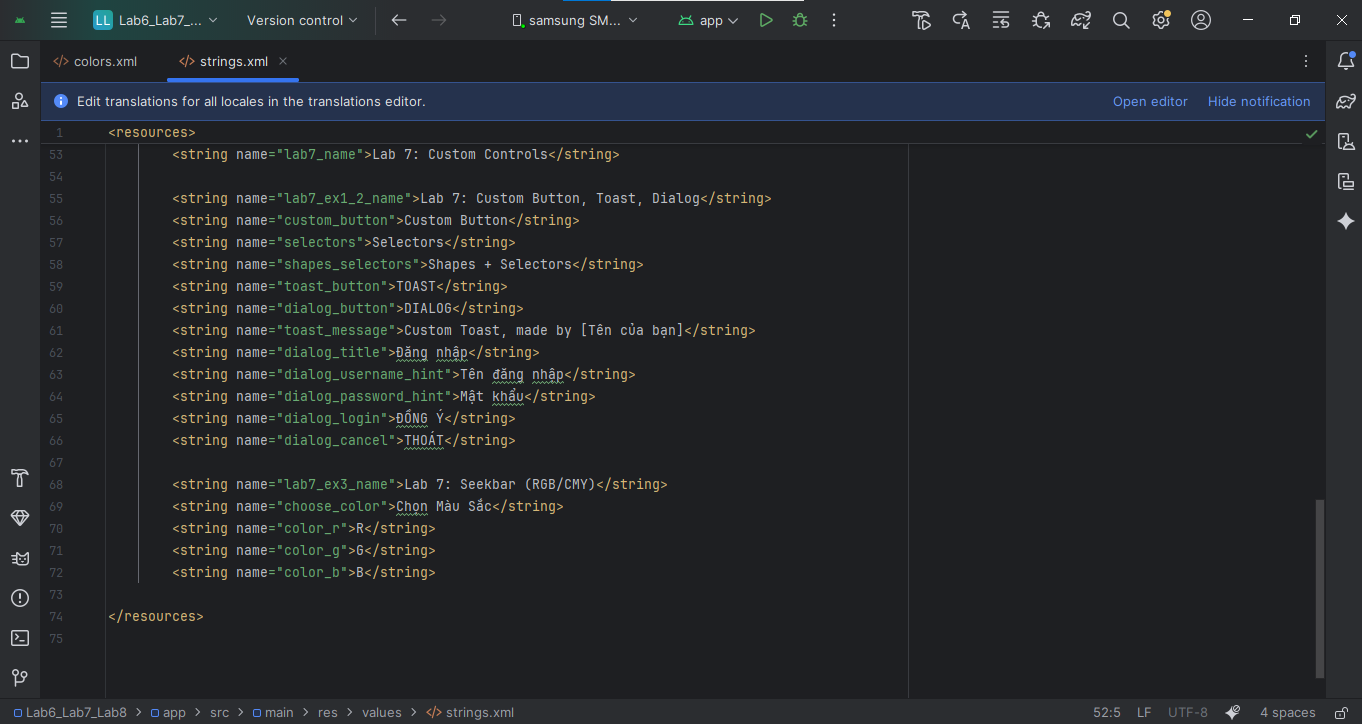 LL Lab6_Lab7_... Version control samsung SM... app
colors.xml strings.xml
Edit translations for all locales in the translations editor. Open editor Hide notification
1 <resources>
53 <string name="lab7_name">Lab 7: Custom Controls</string>
54
55 <string name="lab7_ex1_2_name">Lab 7: Custom Button, Toast, Dialog</string>
56 <string name="custom_button">Custom Button</string>
57 <string name="selectors">Selectors</string>
58 <string name="shapes_selectors">Shapes + Selectors</string>
59 <string name="toast_button">TOAST</string>
60 <string name="dialog_button">DIALOG</string>
61 <string name="toast_message">Custom Toast, made by [Tên của bạn]</string>
62 <string name="dialog_title">Đăng nhập</string>
63 <string name="dialog_username_hint">Tên đăng nhập</string>
64 <string name="dialog_password_hint">Mật khẩu</string>
65 <string name="dialog_login">ĐỒNG Ý</string>
66 <string name="dialog_cancel">THOÁT</string>
67
68 <string name="lab7_ex3_name">Lab 7: Seekbar (RGB/CMY)</string>
69 <string name="choose_color">Chọn Màu Sắc</string>
70 <string name="color_r">R</string>
71 <string name="color_g">G</string>
72 <string name="color_b">B</string>
73
74 </resources>
75
Lab6_Lab7_Lab8 > app > src > main > res > values > strings.xml 52:5 LF UTF-8 4 spaces